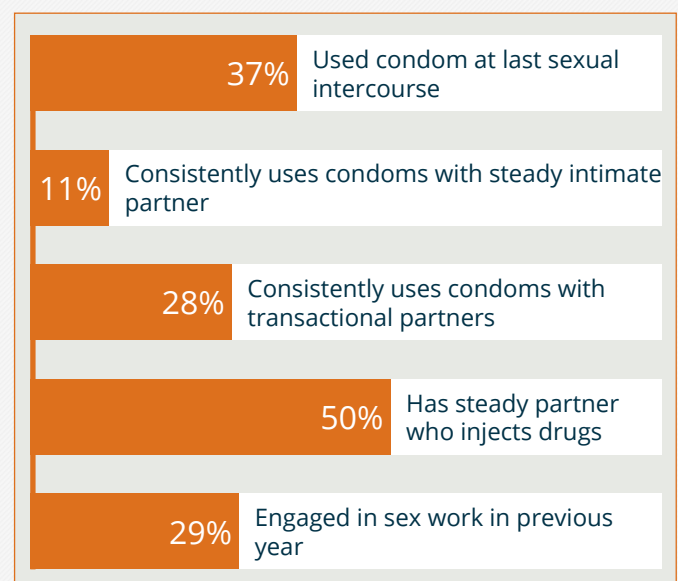 37%
Used condom at last sexual
intercourse
11%
Consistently uses condoms with steady intimate
partner
28%
Consistently uses condoms with
transactional partners
50%
Has steady partner
who injects drugs
29%
Engaged in sex work in previous
year